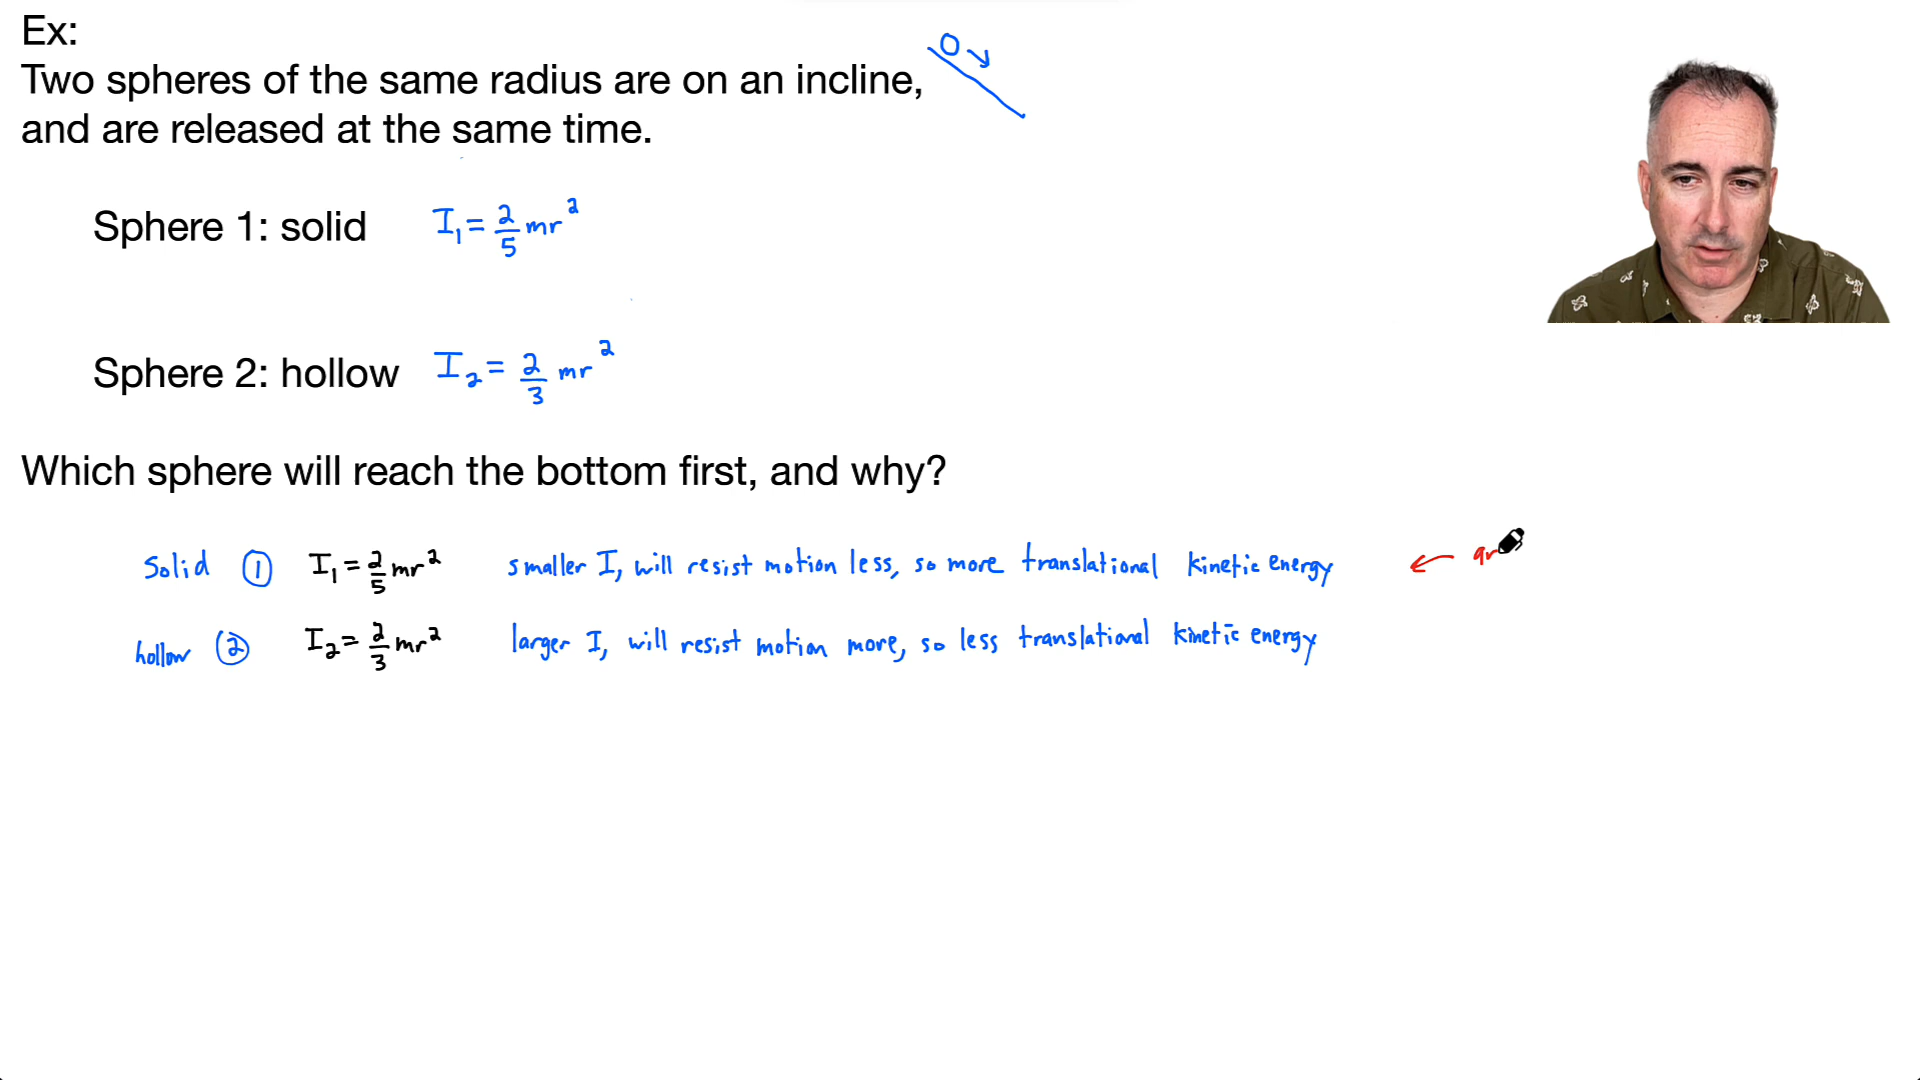 Ex:
Two spheres of the same radius are on an incline,
and are released at the same time.
Sphere 1: solid I₁ = 2/5 mr²
Sphere 2: hollow I₂ = 2/3 mr²
Which sphere will reach the bottom first, and why?
Solid ① I₁ = 2/5 mr² smaller I, will resist motion less, so more translational kinetic energy ← ar
hollow ② I₂ = 2/3 mr² larger I, will resist motion more, so less translational kinetic energy